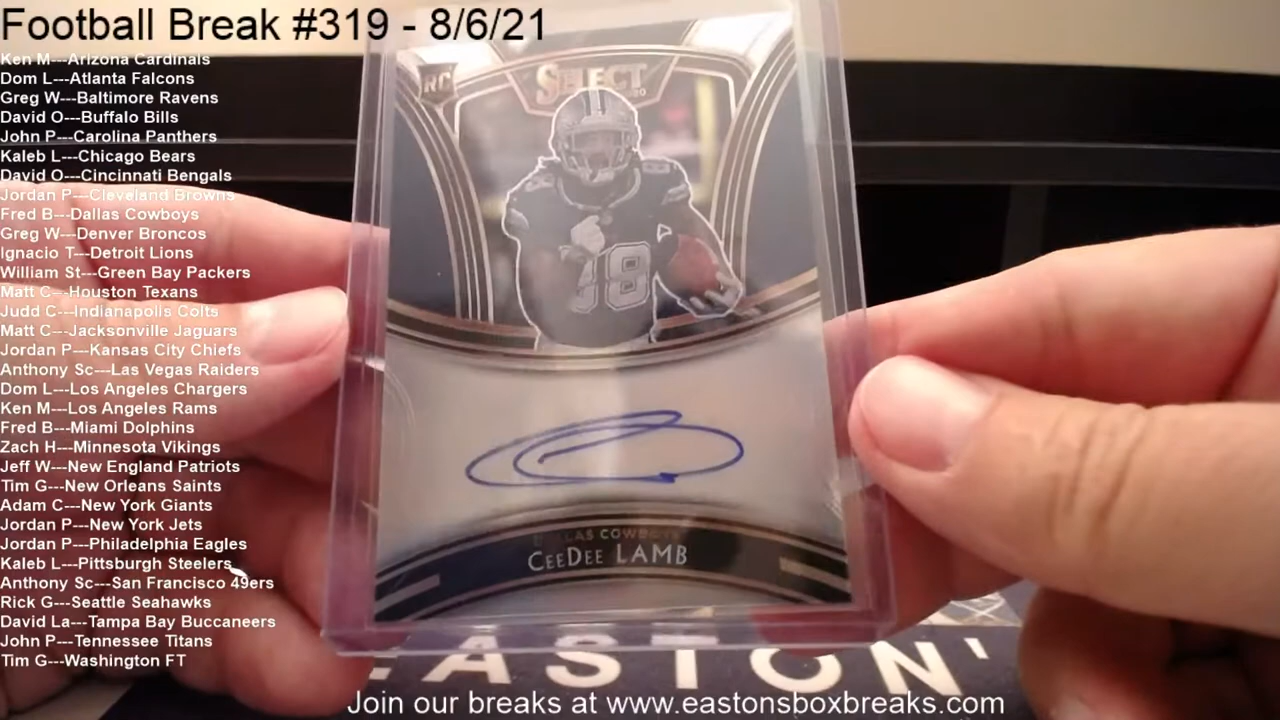 Football Break #319 - 8/6/21
Ken M---Arizona Cardinals
Dom L---Atlanta Falcons
Greg W---Baltimore Ravens
David O---Buffalo Bills
John P---Carolina Panthers
Kaleb L---Chicago Bears
David O---Cincinnati Bengals
Jordan P---Cleveland Browns
Fred B---Dallas Cowboys
Greg W---Denver Broncos
Ignacio T---Detroit Lions
William St---Green Bay Packers
Matt C---Houston Texans
Judd C---Indianapolis Colts
Matt C---Jacksonville Jaguars
Jordan P---Kansas City Chiefs
Anthony Sc---Las Vegas Raiders
Dom L---Los Angeles Chargers
Ken M---Los Angeles Rams
Fred B---Miami Dolphins
Zach H---Minnesota Vikings
Jeff W---New England Patriots
Tim G---New Orleans Saints
Adam C---New York Giants
Jordan P---New York Jets
Jordan P---Philadelphia Eagles
Kaleb L---Pittsburgh Steelers
Anthony Sc---San Francisco 49ers
Rick G---Seattle Seahawks
David La---Tampa Bay Buccaneers
John P---Tennessee Titans
Tim G---Washington FT
RC
SELECT
88
DALLAS COWBOYS
CEEDEE LAMB
EASTON'
Join our breaks at www.eastonsboxbreaks.com